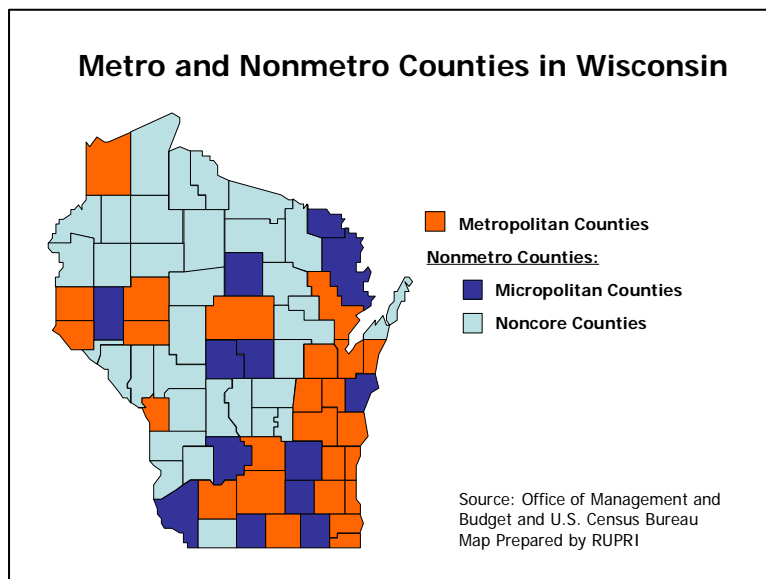 Metro and Nonmetro Counties in Wisconsin
Metropolitan Counties
Nonmetro Counties:
Micropolitan Counties
Noncore Counties
Source: Office of Management and
Budget and U.S. Census Bureau
Map Prepared by RUPRI